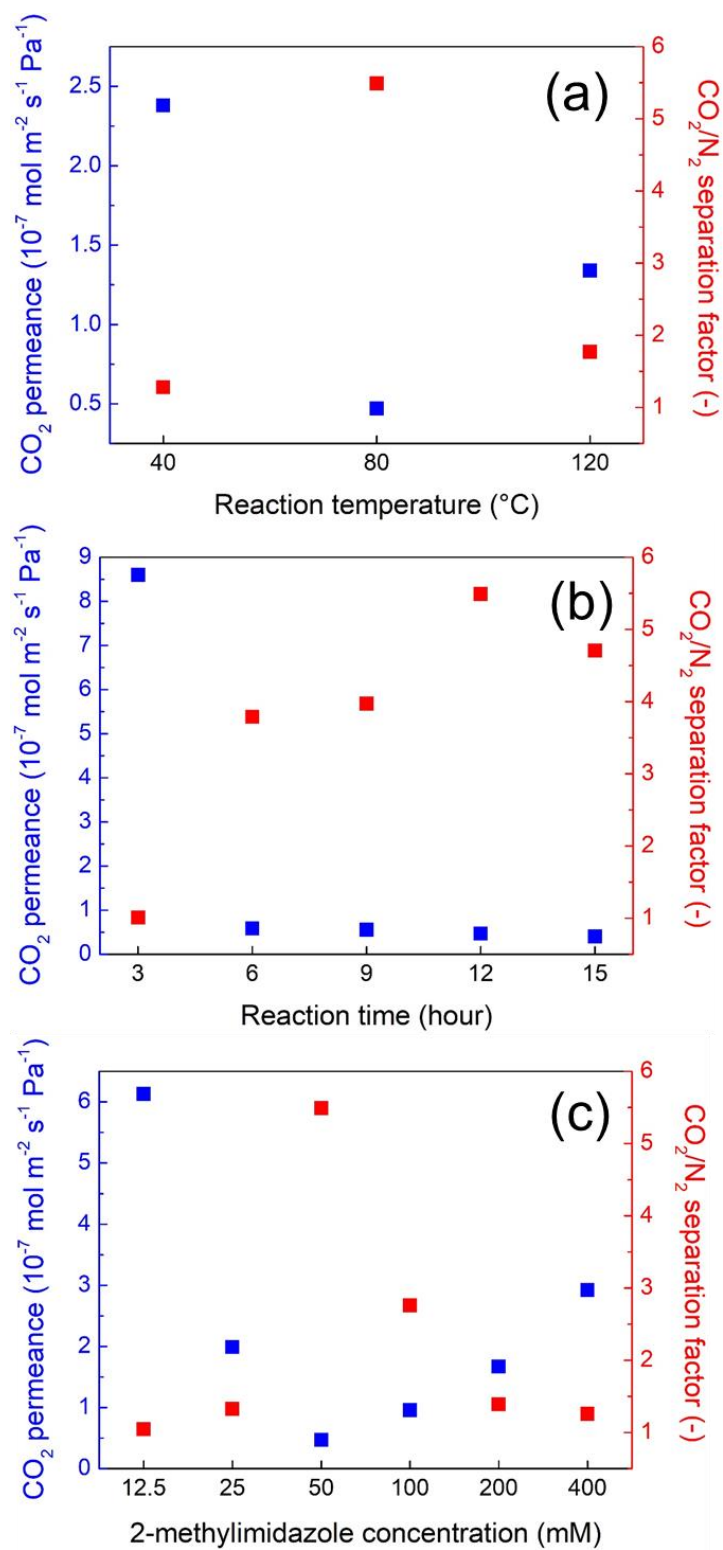 (a)
CO2 permeance (10-7 mol m-2 s-1 Pa-1)
2.5
2.0
1.5
1.0
0.5
6
5
4
3
2
1
CO2/N2 separation factor (-)
40 80 120
Reaction temperature (°C)
(b)
CO2 permeance (10-7 mol m-2 s-1 Pa-1)
9
8
7
6
5
4
3
2
1
0
6
5
4
3
2
1
CO2/N2 separation factor (-)
3 6 9 12 15
Reaction time (hour)
(c)
CO2 permeance (10-7 mol m-2 s-1 Pa-1)
6
5
4
3
2
1
0
6
5
4
3
2
1
CO2/N2 separation factor (-)
12.5 25 50 100 200 400
2-methylimidazole concentration (mM)